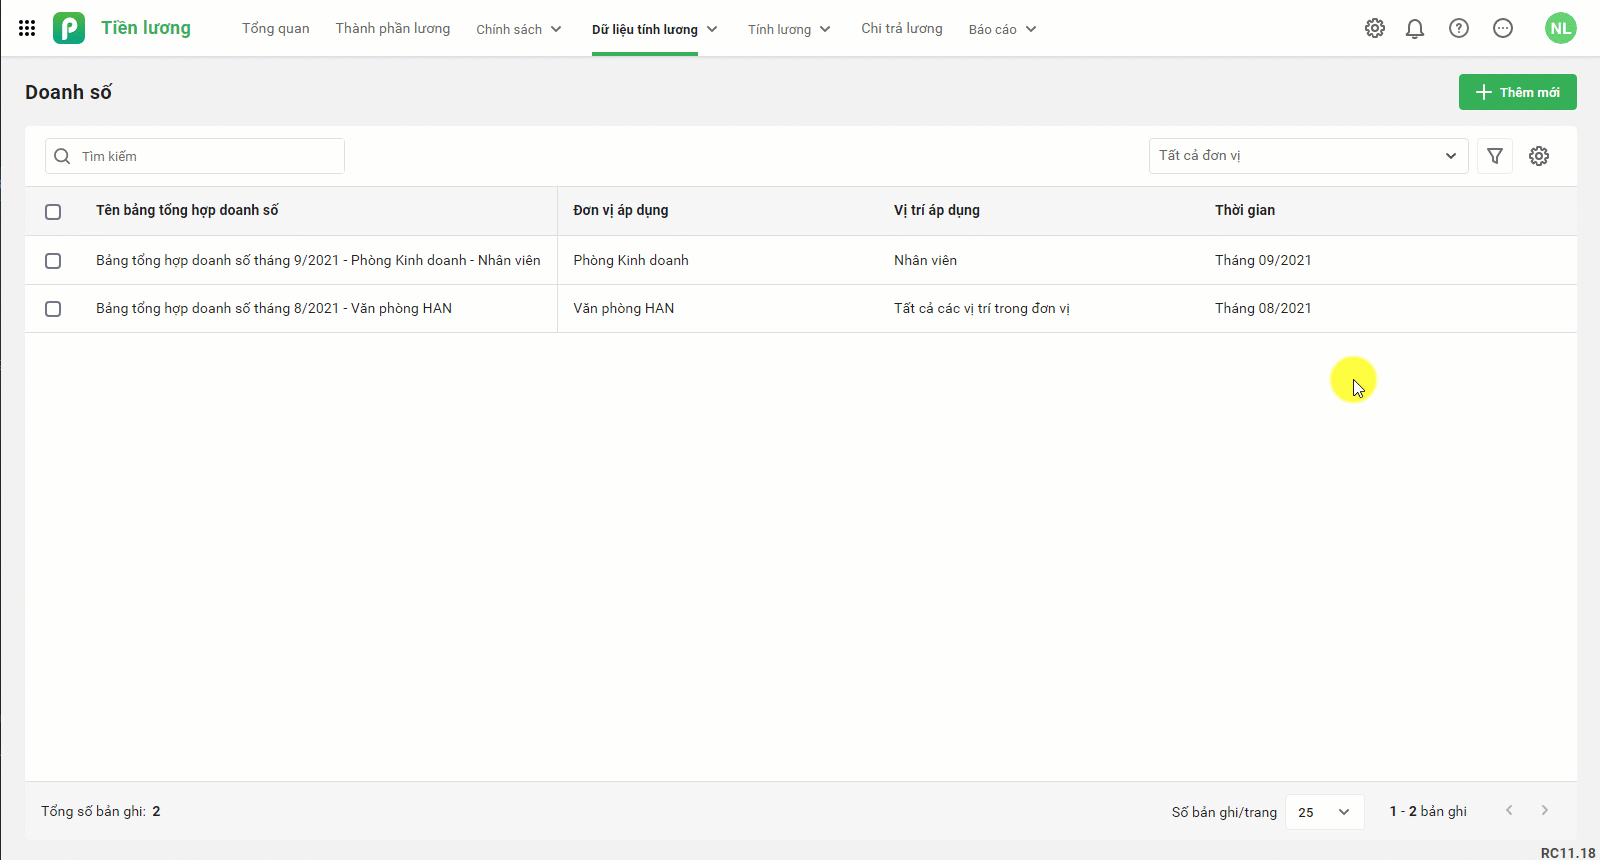 Tiền lương
Tổng quan
Thành phần lương
Chính sách
Dữ liệu tính lương
Tính lương
Chi trả lương
Báo cáo
NL
Doanh số
Thêm mới
Tìm kiếm
Tất cả đơn vị
Tên bảng tổng hợp doanh số
Đơn vị áp dụng
Vị trí áp dụng
Thời gian
Bảng tổng hợp doanh số tháng 9/2021 - Phòng Kinh doanh - Nhân viên
Phòng Kinh doanh
Nhân viên
Tháng 09/2021
Bảng tổng hợp doanh số tháng 8/2021 - Văn phòng HAN
Văn phòng HAN
Tất cả các vị trí trong đơn vị
Tháng 08/2021
Tổng số bản ghi: 2
Số bản ghi/trang
25
1 - 2 bản ghi
RC11.18